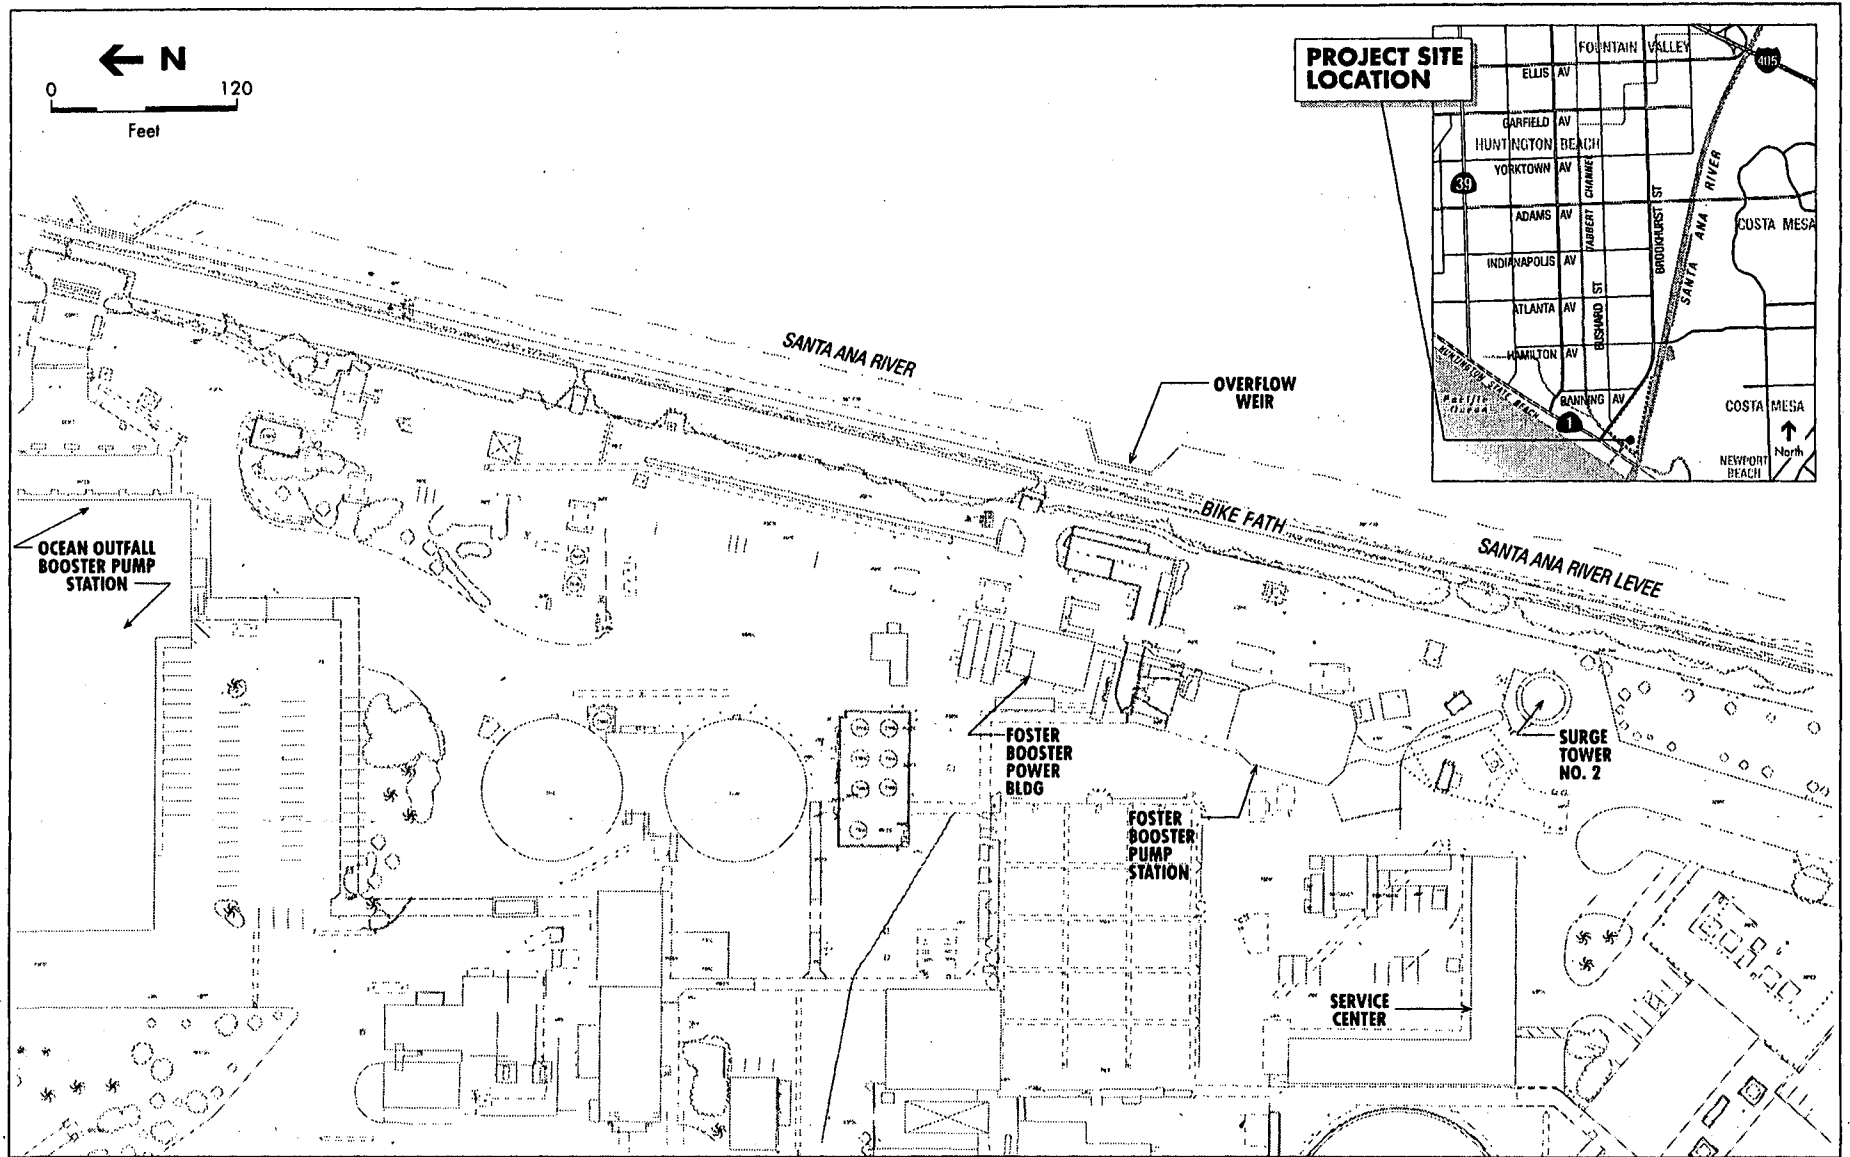 N
0 120
Feet
PROJECT SITE
LOCATION
FOUNTAIN VALLEY
405
ELLIS AV
GARFIELD AV
HUNTINGTON BEACH
YORKTOWN AV
39
ADAMS AV
TALBERT CHANNEL
BROOKHURST ST
SANTA ANA RIVER
COSTA MESA
INDIANAPOLIS AV
BUSHARD ST
ATLANTA AV
HAMILTON AV
HUNTINGTON STATE BEACH
Pacific
Ocean
BANNING AV
1
COSTA MESA
North
NEWPORT
BEACH
SANTA ANA RIVER
OVERFLOW
WEIR
BIKE PATH
SANTA ANA RIVER LEVEE
OCEAN OUTFALL
BOOSTER PUMP
STATION
FOSTER
BOOSTER
POWER
BLDG
SURGE
TOWER
NO. 2
FOSTER
BOOSTER
PUMP
STATION
SERVICE
CENTER